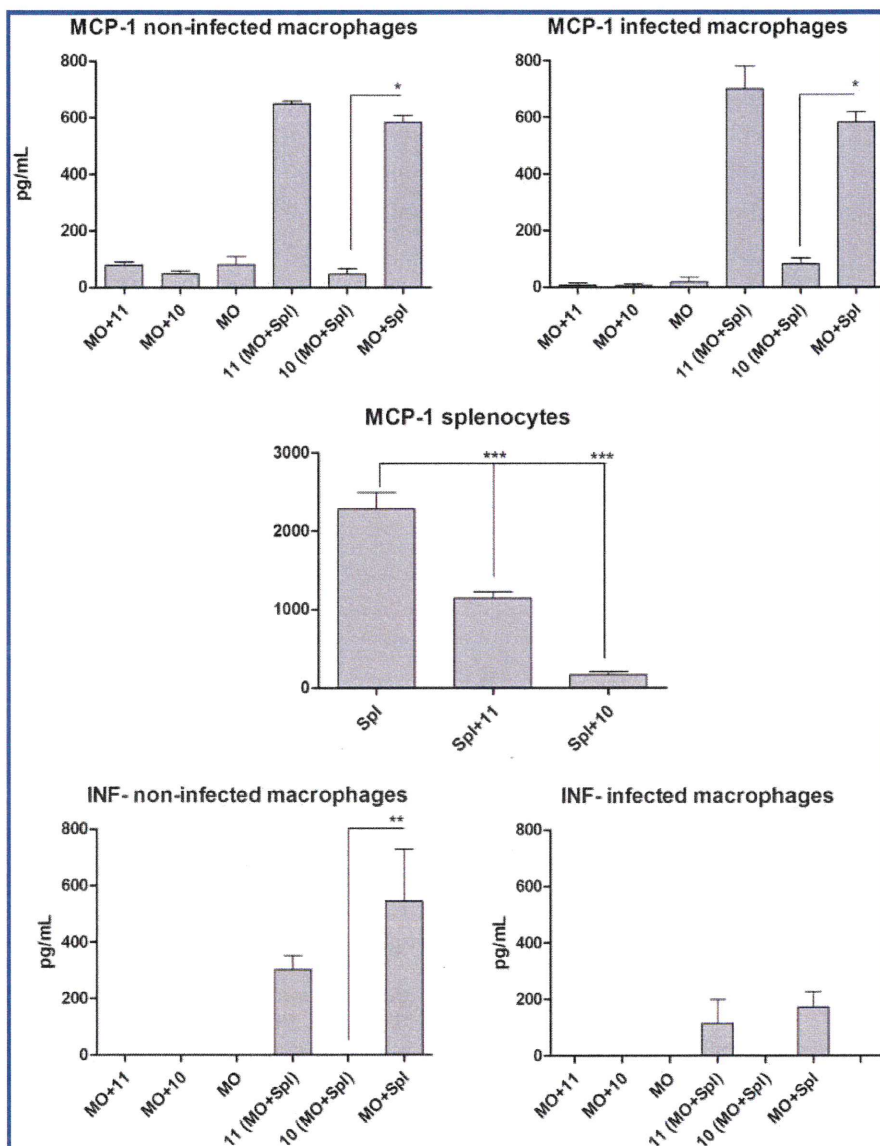 MCP-1 non-infected macrophages
800
600
400
200
0
pg/mL
*
MO+11
MO+10
MO
11 (MO+Spl)
10 (MO+Spl)
MO+Spl
MCP-1 infected macrophages
800
600
400
200
0
*
MO+11
MO+10
MO
11 (MO+Spl)
10 (MO+Spl)
MO+Spl
MCP-1 splenocytes
3000
2000
1000
0
***
***
Spl
Spl+11
Spl+10
INF- non-infected macrophages
800
600
400
200
0
pg/mL
**
MO+11
MO+10
MO
11 (MO+Spl)
10 (MO+Spl)
MO+Spl
INF- infected macrophages
800
600
400
200
0
pg/mL
MO+11
MO+10
MO
11 (MO+Spl)
10 (MO+Spl)
MO+Spl